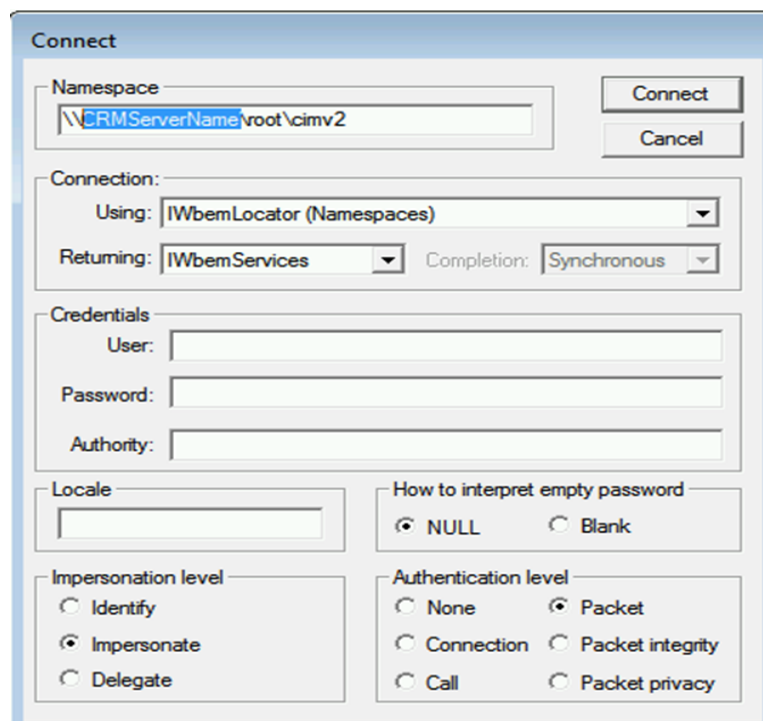 Connect
Namespace
\\CRMServerName\root\cimv2
Connect
Cancel
Connection:
Using: IWbemLocator (Namespaces)
Returning: IWbemServices Completion: Synchronous
Credentials
User:
Password:
Authority:
Locale
How to interpret empty password
NULL Blank
Impersonation level
Identify
Impersonate
Delegate
Authentication level
None Packet
Connection Packet integrity
Call Packet privacy